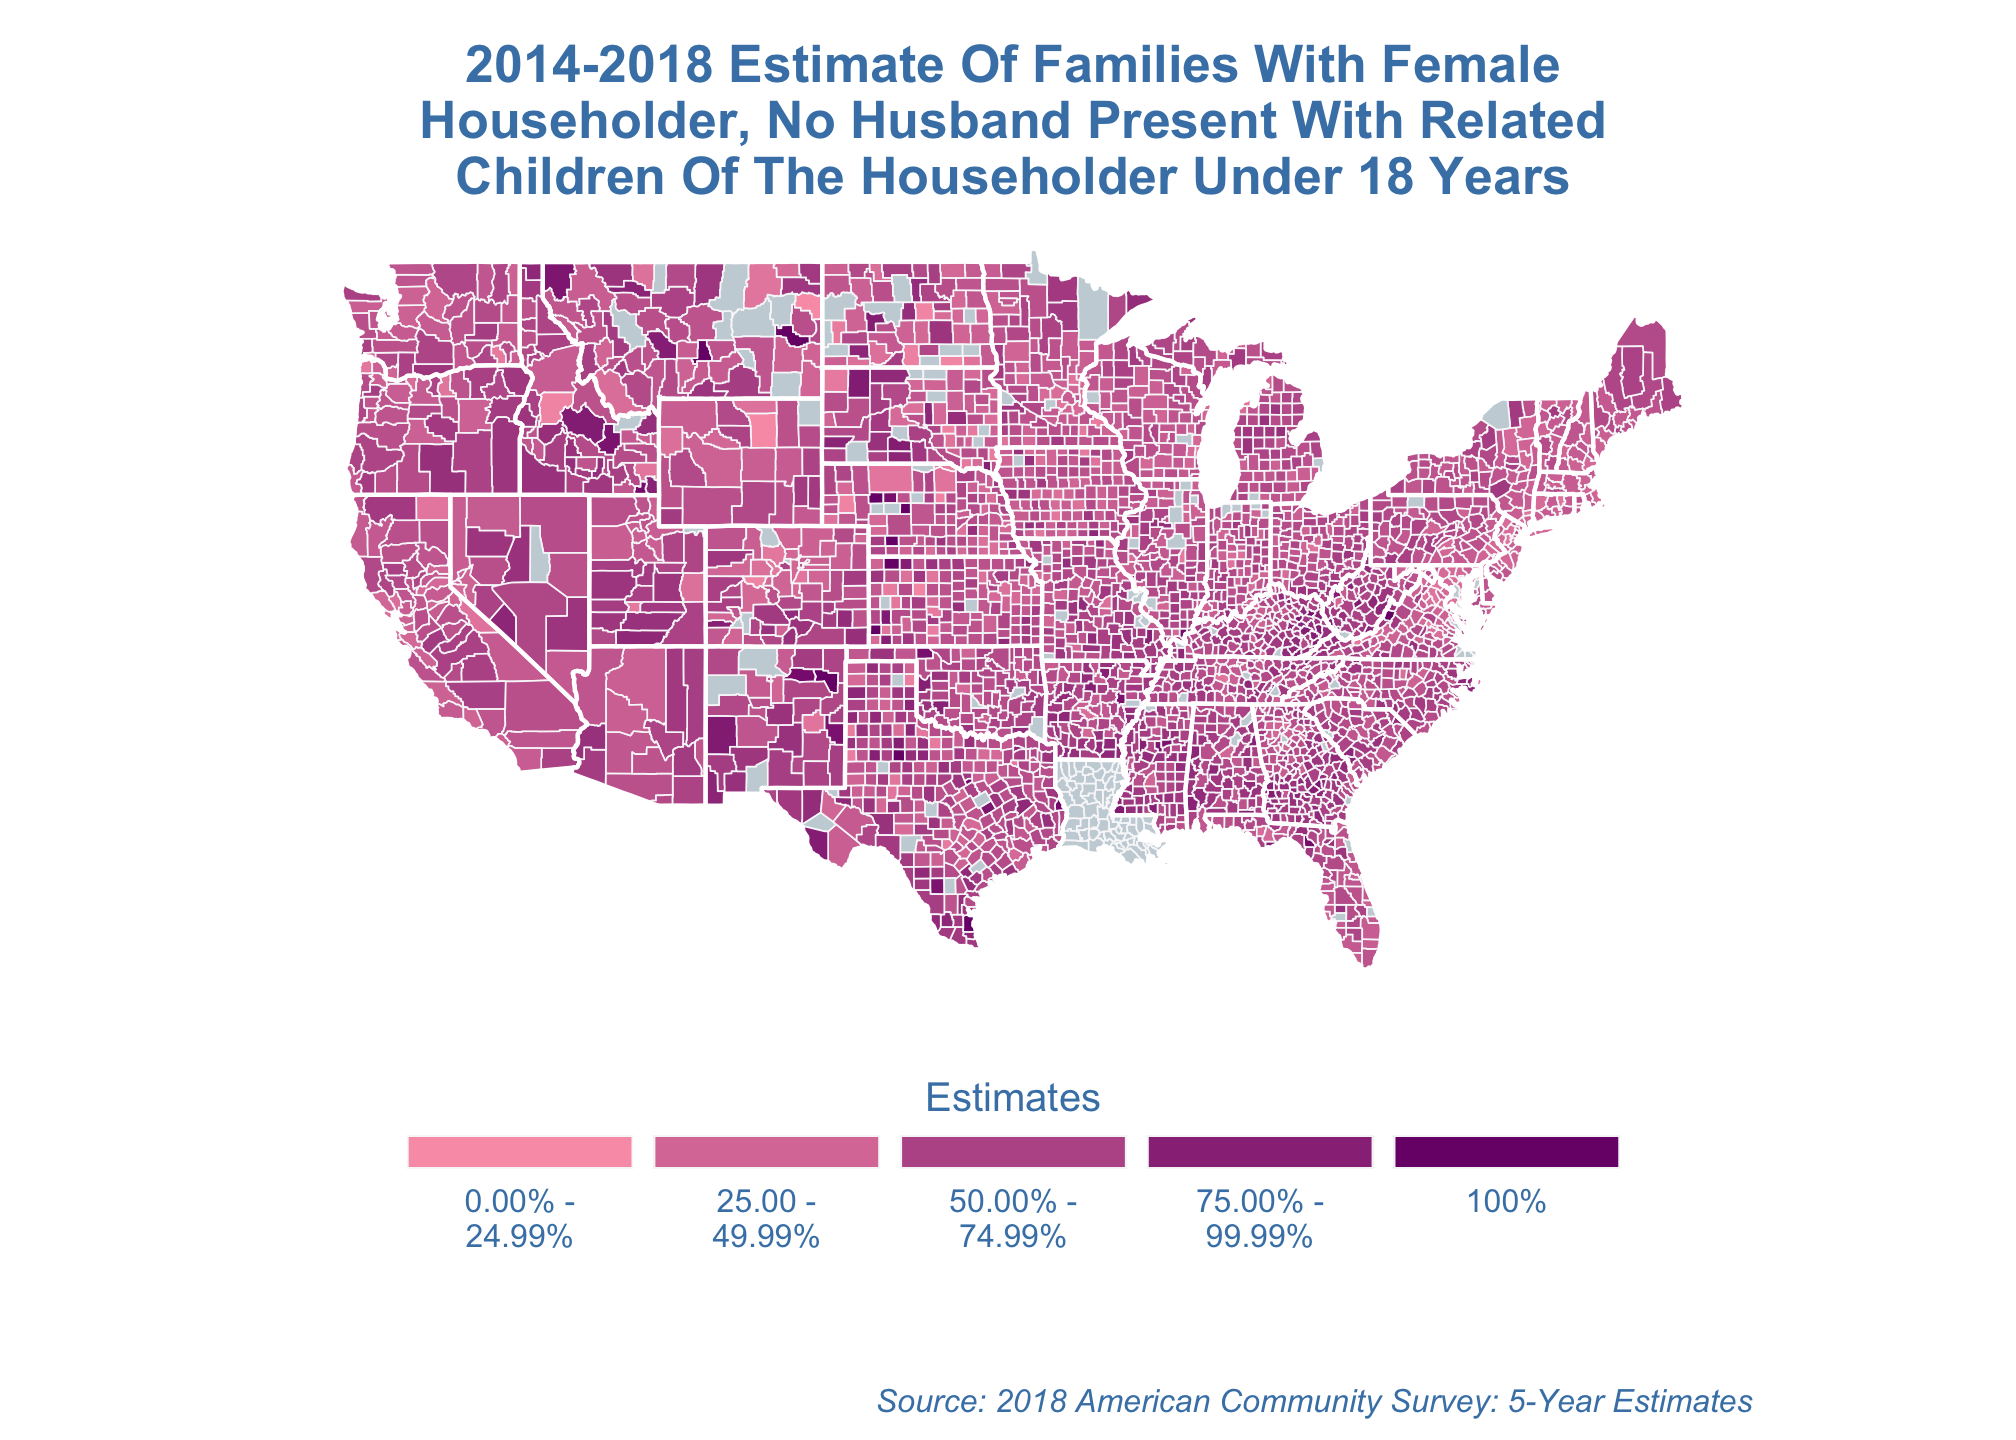 2014-2018 Estimate Of Families With Female
Householder, No Husband Present With Related
Children Of The Householder Under 18 Years
Estimates
0.00% -
24.99%
25.00 -
49.99%
50.00% -
74.99%
75.00% -
99.99%
100%
Source: 2018 American Community Survey: 5-Year Estimates